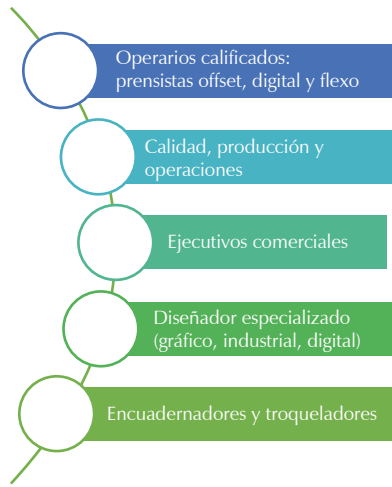 Operarios calificados:
prensistas offset, digital y flexo
Calidad, producción y
operaciones
Ejecutivos comerciales
Diseñador especializado
(gráfico, industrial, digital)
Encuadernadores y troqueladores